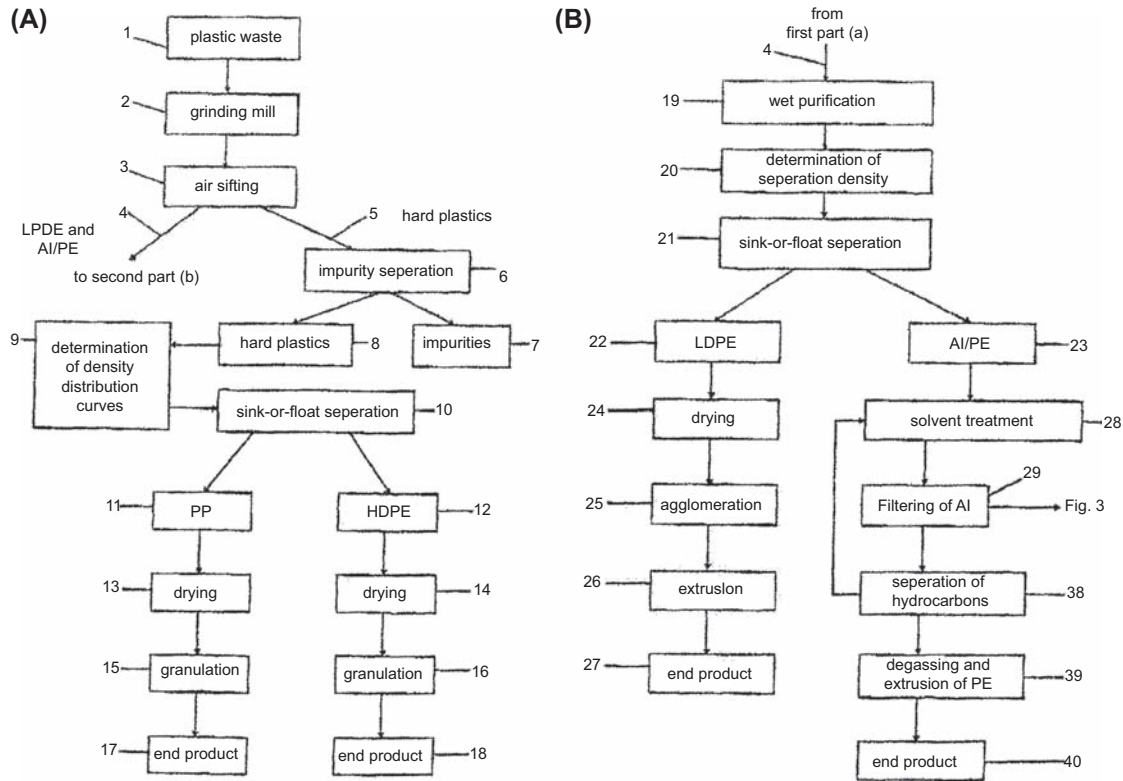 (A)
1
plastic waste
2
grinding mill
3
air sifting
4
5
hard plastics
LPDE and
AI/PE
to second part (b)
impurity seperation
6
9
determination
of density
distribution
curves
hard plastics
8
impurities
7
sink-or-float seperation
10
11
PP
HDPE
12
13
drying
drying
14
15
granulation
granulation
16
17
end product
end product
18
(B)
from
first part (a)
4
19
wet purification
20
determination of
seperation density
21
sink-or-float seperation
22
LDPE
AI/PE
23
24
drying
solvent treatment
28
25
agglomeration
29
Filtering of AI
Fig. 3
26
extrusIon
seperation of
hydrocarbons
38
27
end product
degassing and
extrusion of PE
39
end product
40